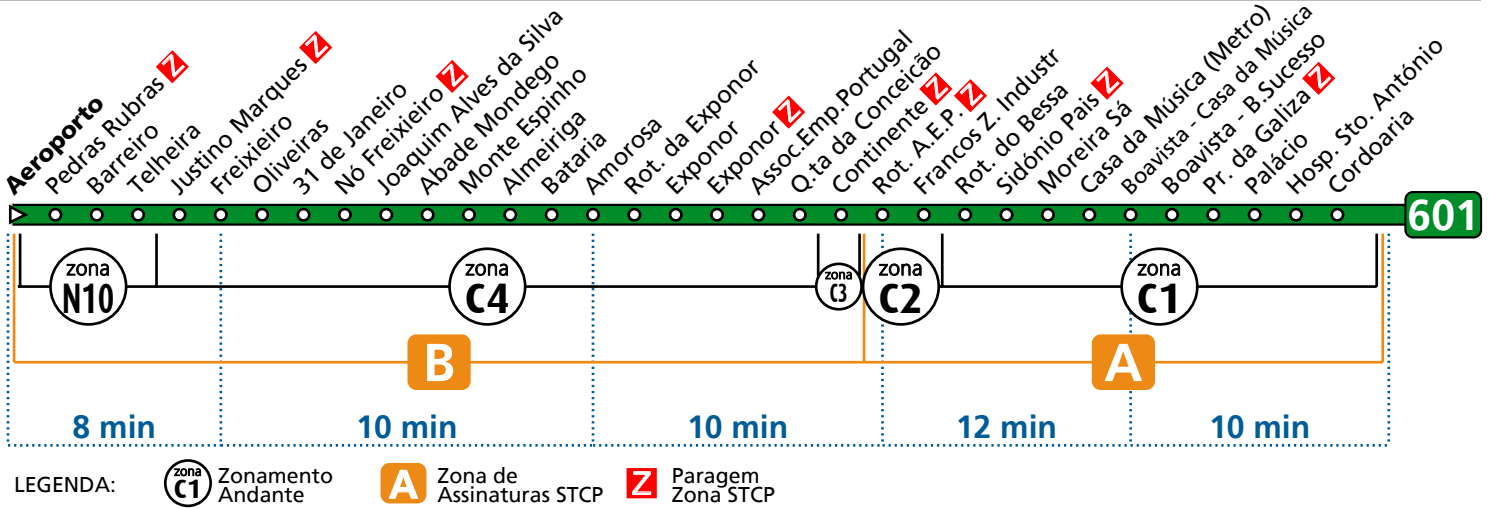 Aeroporto
Pedras Rubras Z
Barreiro
Telheira
Justino Marques Z
Freixieiro
Oliveiras
31 de Janeiro
Nó Freixieiro Z
Joaquim Alves da Silva
Abade Mondego
Monte Espinho
Almeiriga
Bataria
Amorosa
Rot. da Exponor
Exponor
Exponor Z
Assoc.Emp.Portugal
Q.ta da Conceição
Continente Z
Rot. A.E.P. Z
Francos Z. Industr
Rot. do Bessa
Sidónio Pais Z
Moreira Sá
Casa da Música (Metro)
Boavista - Casa da Música
Boavista - B.Sucesso
Pr. da Galiza Z
Palácio
Hosp. Sto. António
Cordoaria
601
zona
N10
zona
C4
zona
C3
zona
C2
zona
C1
B
A
8 min
10 min
10 min
12 min
10 min
LEGENDA:
zona
C1
Zonamento
Andante
A
Zona de
Assinaturas STCP
Z
Paragem
Zona STCP